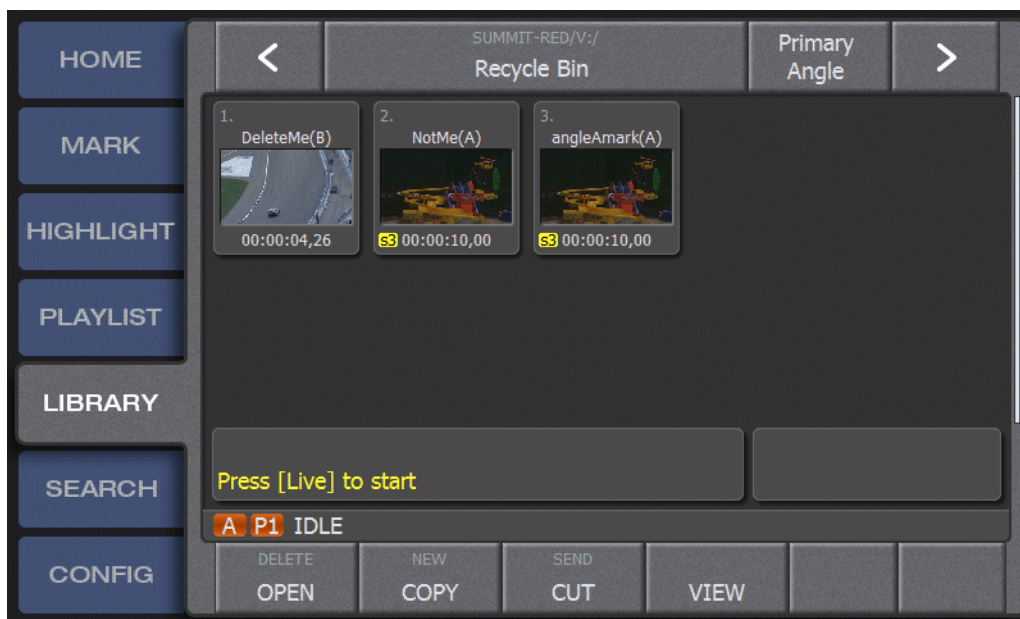 HOME
MARK
HIGHLIGHT
PLAYLIST
LIBRARY
SEARCH
CONFIG
<
SUMMIT-RED/V:/
Recycle Bin
Primary
Angle
>
1.
DeleteMe(B)
00:00:04,26
2.
NotMe(A)
S3 00:00:10,00
3.
angleAmark(A)
S3 00:00:10,00
Press [Live] to start
A P1 IDLE
DELETE
OPEN
NEW
COPY
SEND
CUT
VIEW